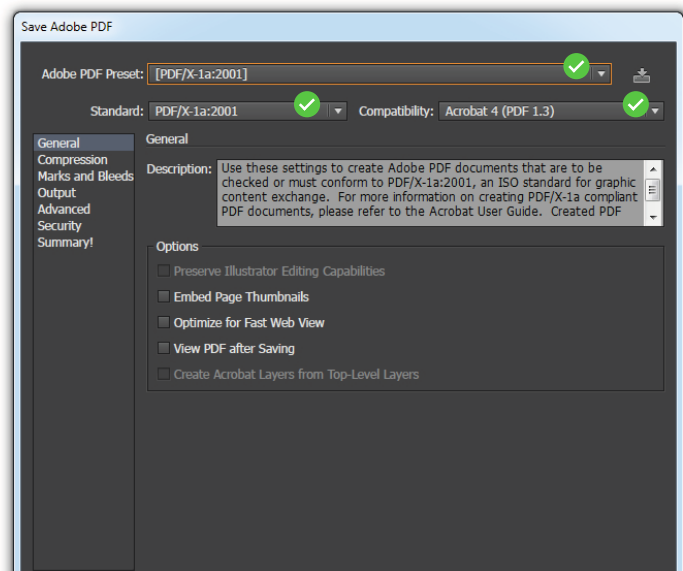 Save Adobe PDF
Adobe PDF Preset: [PDF/X-1a:2001]
Standard: PDF/X-1a:2001 Compatibility: Acrobat 4 (PDF 1.3)
General
Compression
Marks and Bleeds
Output
Advanced
Security
Summary!
General
Description: Use these settings to create Adobe PDF documents that are to be
checked or must conform to PDF/X-1a:2001, an ISO standard for graphic
content exchange.  For more information on creating PDF/X-1a compliant
PDF documents, please refer to the Acrobat User Guide.  Created PDF
Options
Preserve Illustrator Editing Capabilities
Embed Page Thumbnails
Optimize for Fast Web View
View PDF after Saving
Create Acrobat Layers from Top-Level Layers